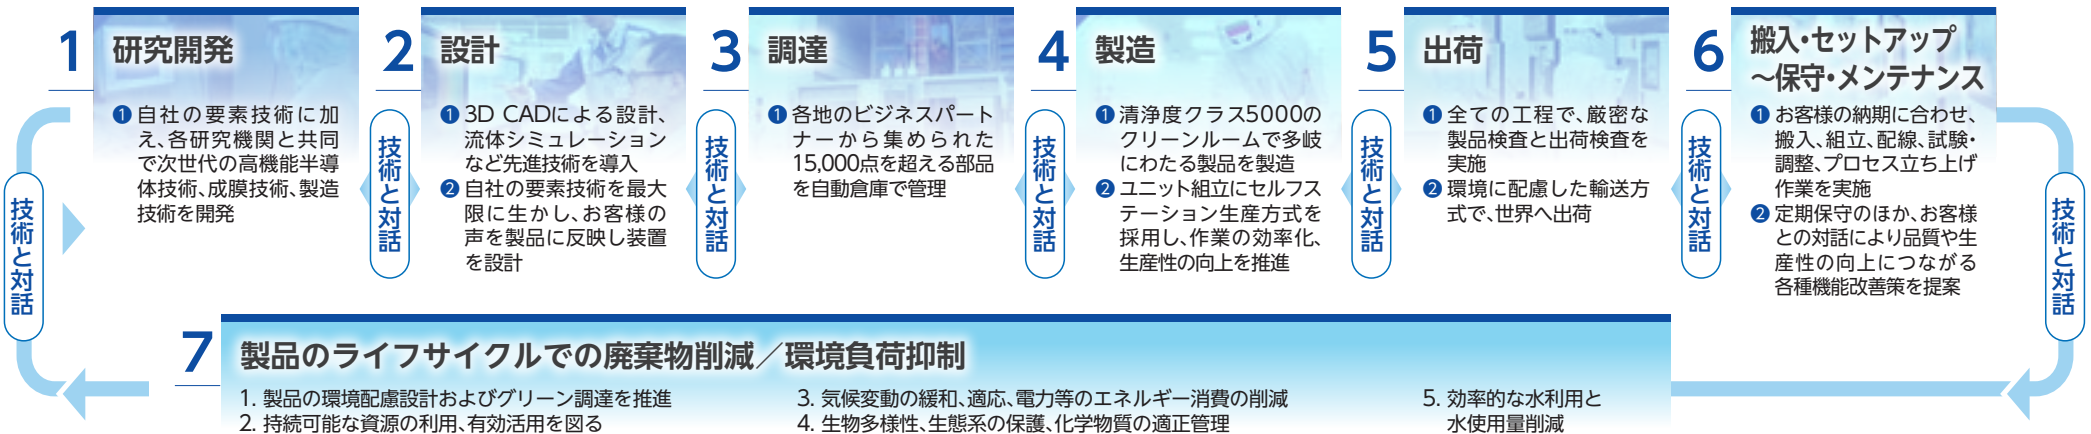 1 研究開発
❶ 自社の要素技術に加
え、各研究機関と共同
で次世代の高機能半導
体技術、成膜技術、製造
技術を開発
技術と対話
2 設計
❶ 3D CADによる設計、
流体シミュレーション
など先進技術を導入
❷ 自社の要素技術を最大
限に生かし、お客様の
声を製品に反映し装置
を設計
技術と対話
3 調達
❶ 各地のビジネスパート
ナーから集められた
15,000点を超える部品
を自動倉庫で管理
技術と対話
4 製造
❶ 清浄度クラス5000の
クリーンルームで多岐
にわたる製品を製造
❷ ユニット組立にセルフス
テーション生産方式を
採用し、作業の効率化、
生産性の向上を推進
技術と対話
5 出荷
❶ 全ての工程で、厳密な
製品検査と出荷検査を
実施
❷ 環境に配慮した輸送方
式で、世界へ出荷
技術と対話
6 搬入・セットアップ
〜保守・メンテナンス
❶ お客様の納期に合わせ、
搬入、組立、配線、試験・
調整、プロセス立ち上げ
作業を実施
❷ 定期保守のほか、お客様
との対話により品質や生
産性の向上につながる
各種機能改善策を提案
技術と対話
技術と対話
7 製品のライフサイクルでの廃棄物削減／環境負荷抑制
1. 製品の環境配慮設計およびグリーン調達を推進
2. 持続可能な資源の利用、有効活用を図る
3. 気候変動の緩和、適応、電力等のエネルギー消費の削減
4. 生物多様性、生態系の保護、化学物質の適正管理
5. 効率的な水利用と
水使用量削減